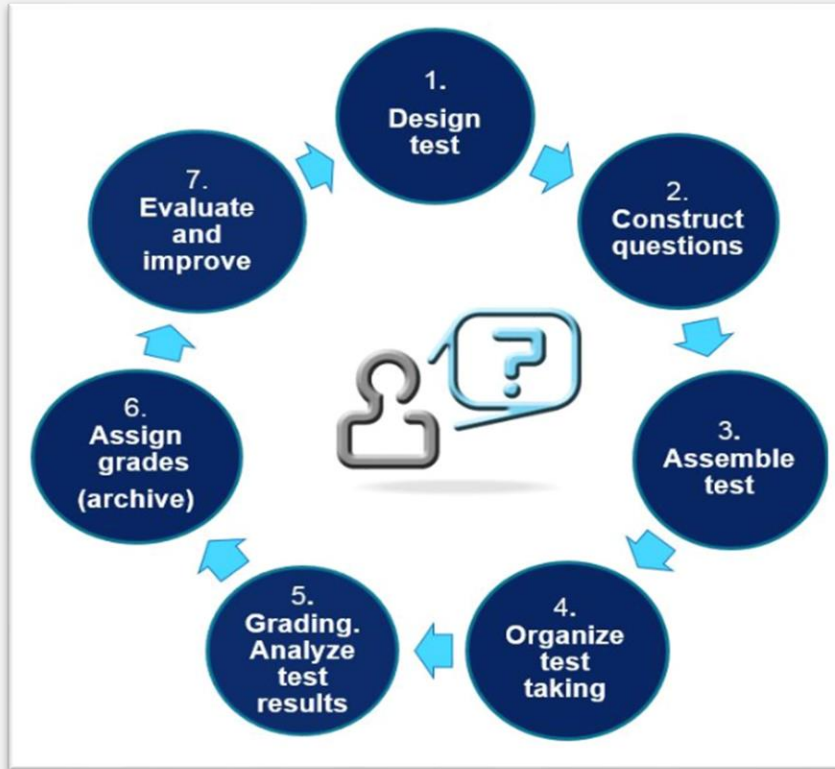 1.
Design
test
2.
Construct
questions
3.
Assemble
test
4.
Organize
test
taking
5.
Grading.
Analyze
test
results
6.
Assign
grades
(archive)
7.
Evaluate
and
improve
?